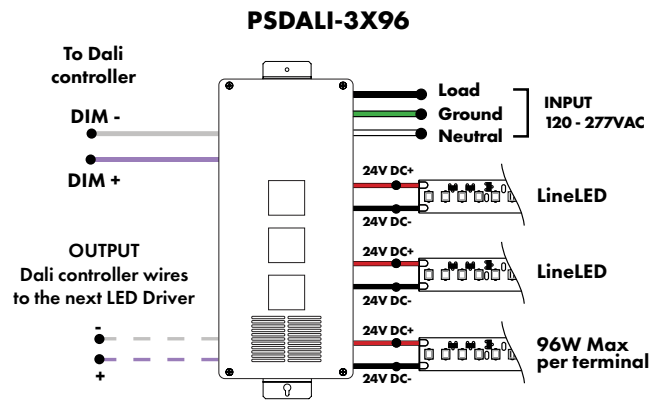 PSDALI-3X96
To Dali
controller
DIM -
DIM +
Load
Ground
Neutral
INPUT
120 - 277VAC
24V DC+
24V DC-
LineLED
24V DC+
24V DC-
LineLED
OUTPUT
Dali controller wires
to the next LED Driver
-
+
24V DC+
24V DC-
96W Max
per terminal